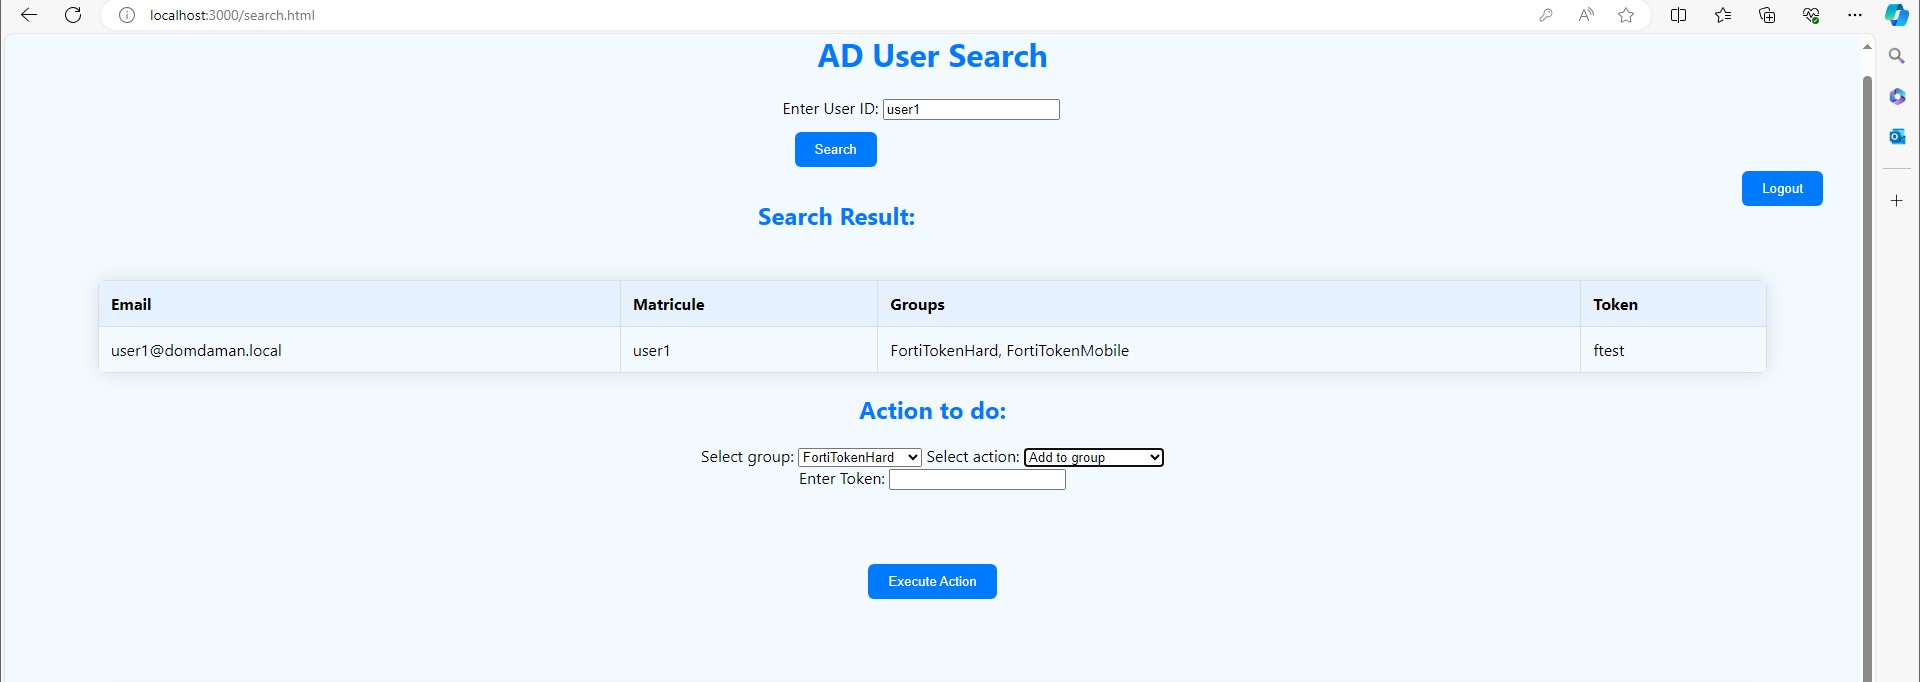 localhost:3000/search.html
AD User Search
Enter User ID: user1
Search
Logout
Search Result:
Email Matricule Groups Token
user1@domdaman.local user1 FortiTokenHard, FortiTokenMobile ftest
Action to do:
Select group: FortiTokenHard Select action: Add to group
Enter Token:
Execute Action